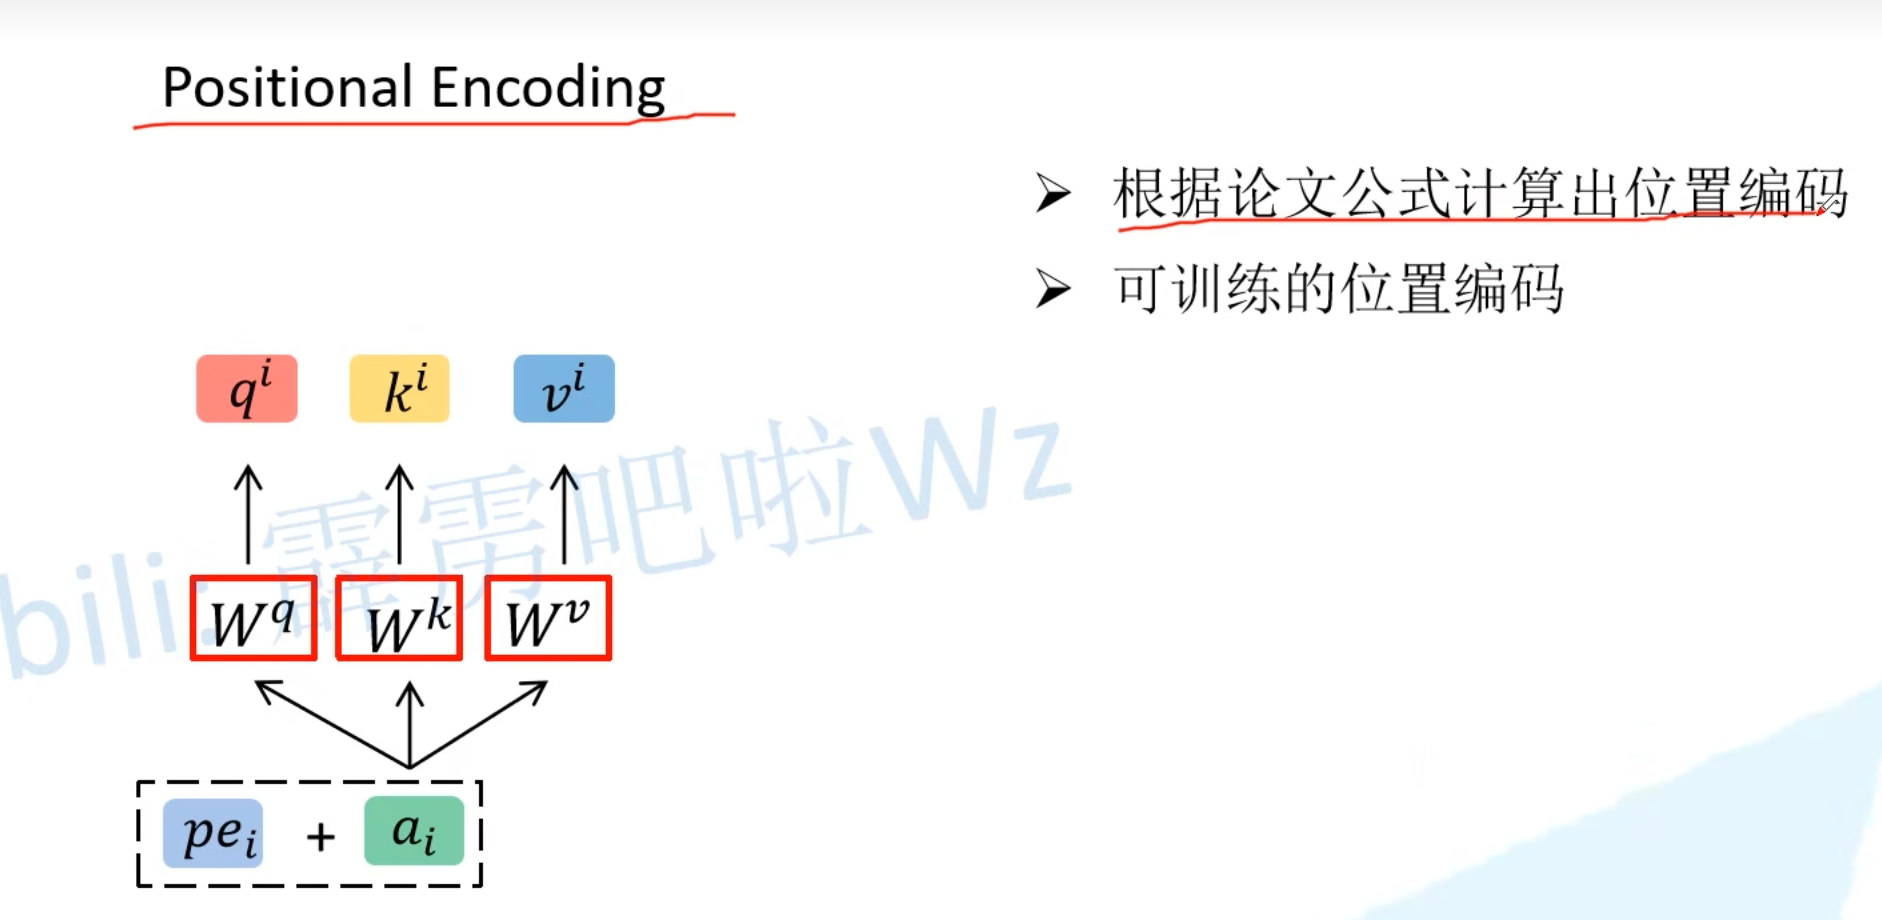 Positional Encoding
根据论文公式计算出位置编码
可训练的位置编码
q^i k^i v^i
bili: 霹雳吧啦Wz
W^q W^k W^v
pe_i + a_i